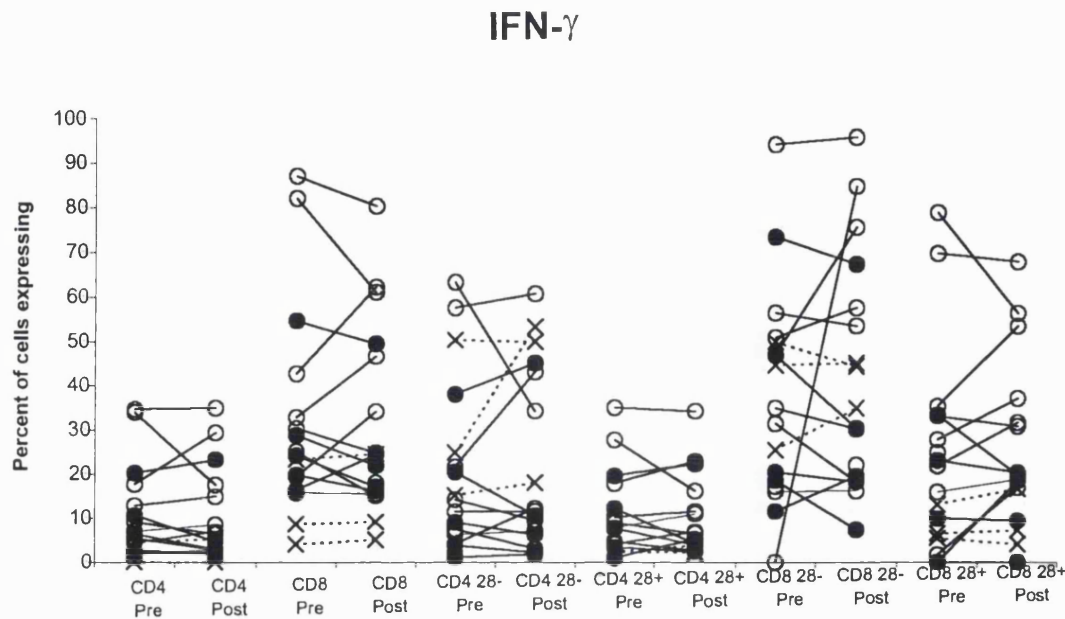 IFN-γ
100
90
80
70
60
50
40
30
20
10
0
Percent of cells expressing
CD4 Pre
CD4 Post
CD8 Pre
CD8 Post
CD4 28- Pre
CD4 28- Post
CD4 28+ Pre
CD4 28+ Post
CD8 28- Pre
CD8 28- Post
CD8 28+ Pre
CD8 28+ Post